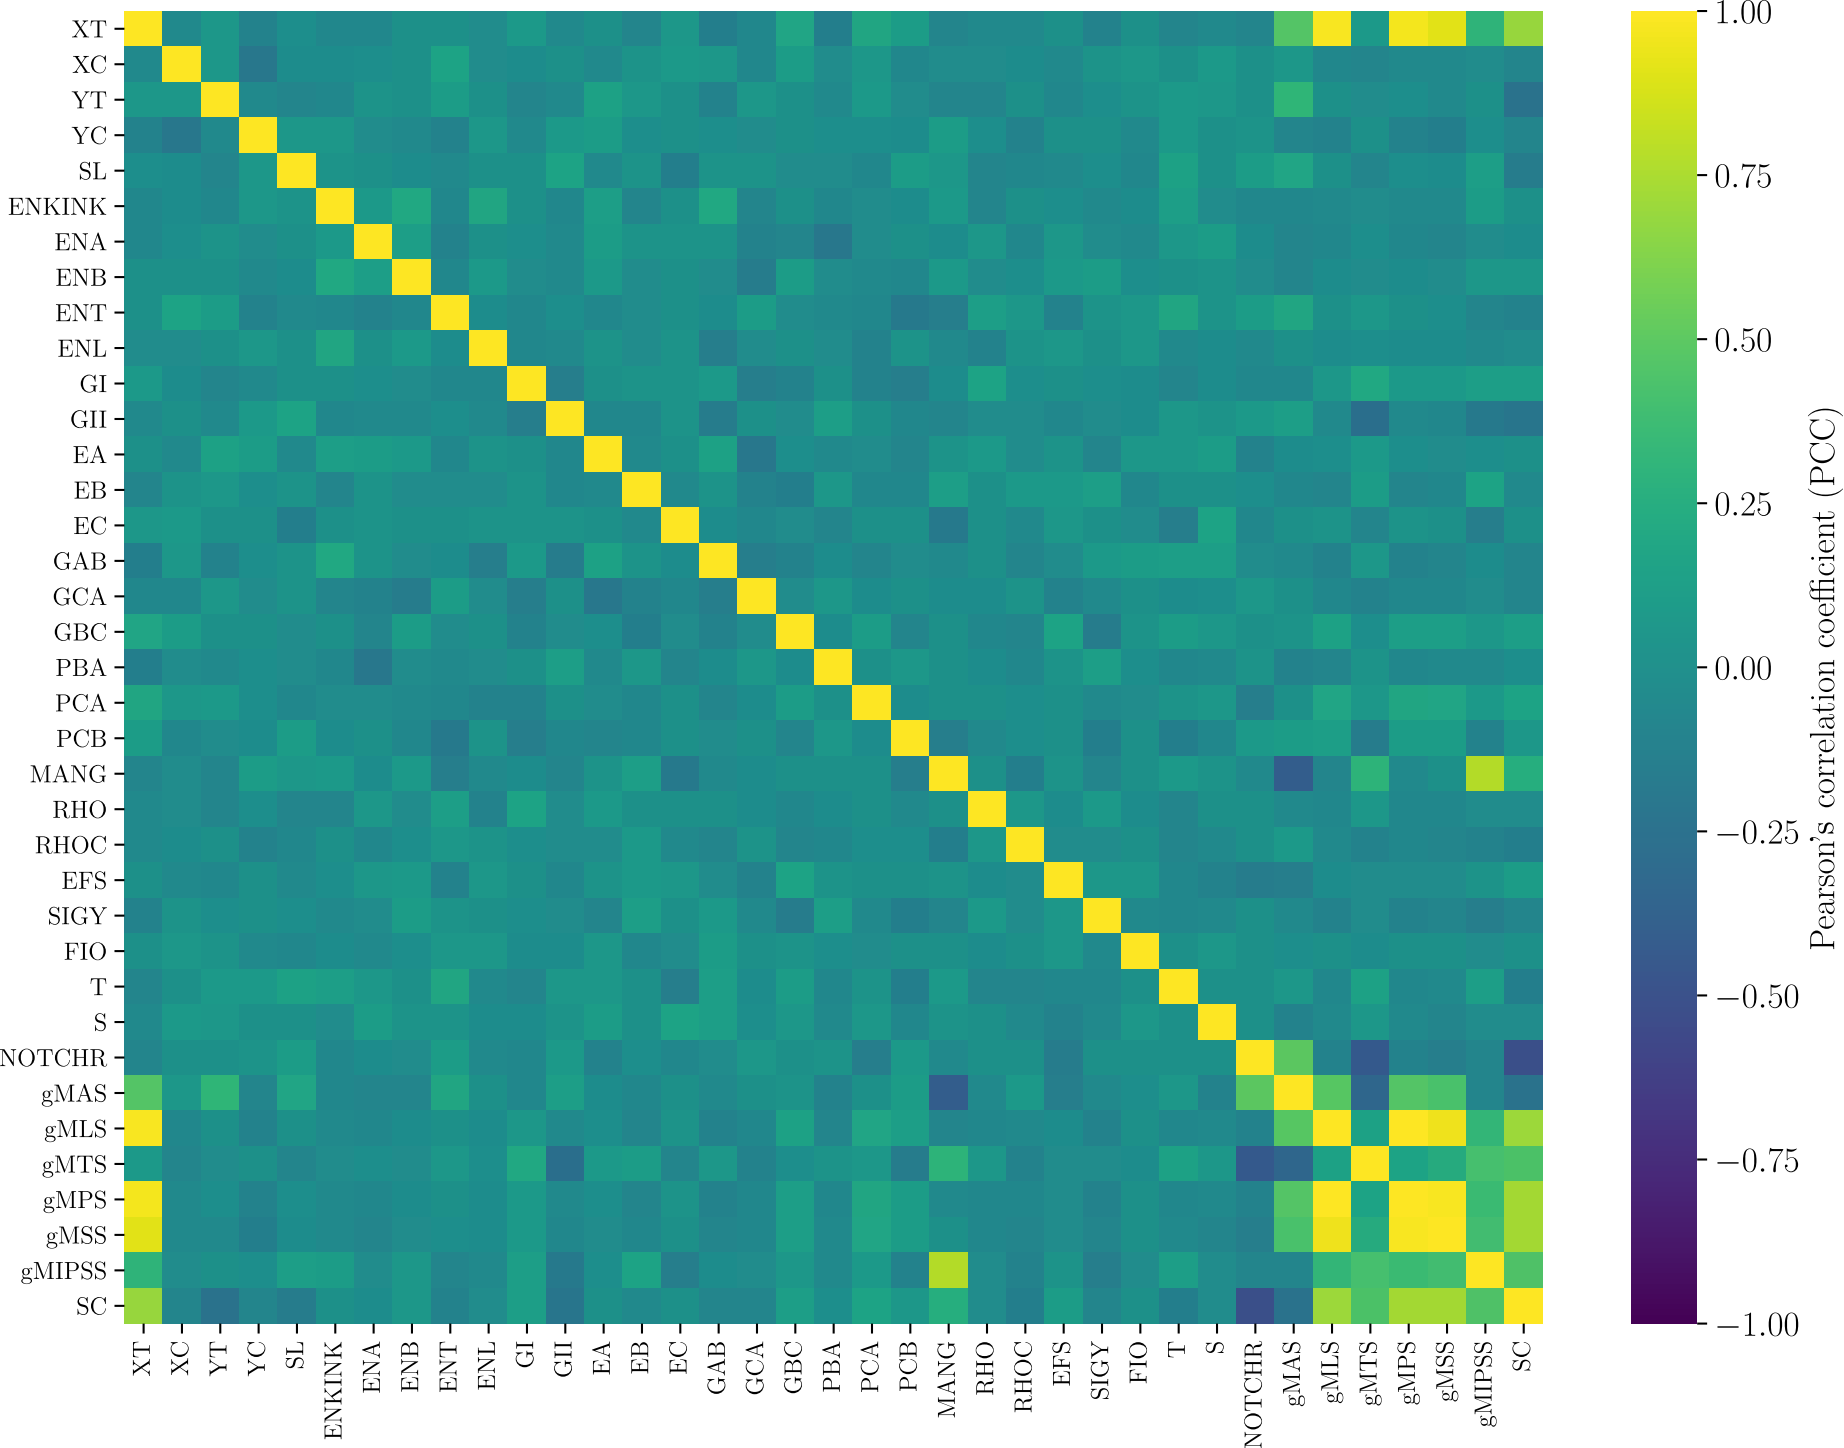 XT
XC
YT
YC
SL
ENKINK
ENA
ENB
ENT
ENL
GI
GII
EA
EB
EC
GAB
GCA
GBC
PBA
PCA
PCB
MANG
RHO
RHOC
EFS
SIGY
FIO
T
S
NOTCHR
gMAS
gMLS
gMTS
gMPS
gMSS
gMIPSS
SC
XT XC YT YC SL ENKINK ENA ENB ENT ENL GI GII EA EB EC GAB GCA GBC PBA PCA PCB MANG RHO RHOC EFS SIGY FIO T S NOTCHR gMAS gMLS gMTS gMPS gMSS gMIPSS SC
1.00
0.75
0.50
0.25
0.00
−0.25
−0.50
−0.75
−1.00
Pearson's correlation coefficient (PCC)